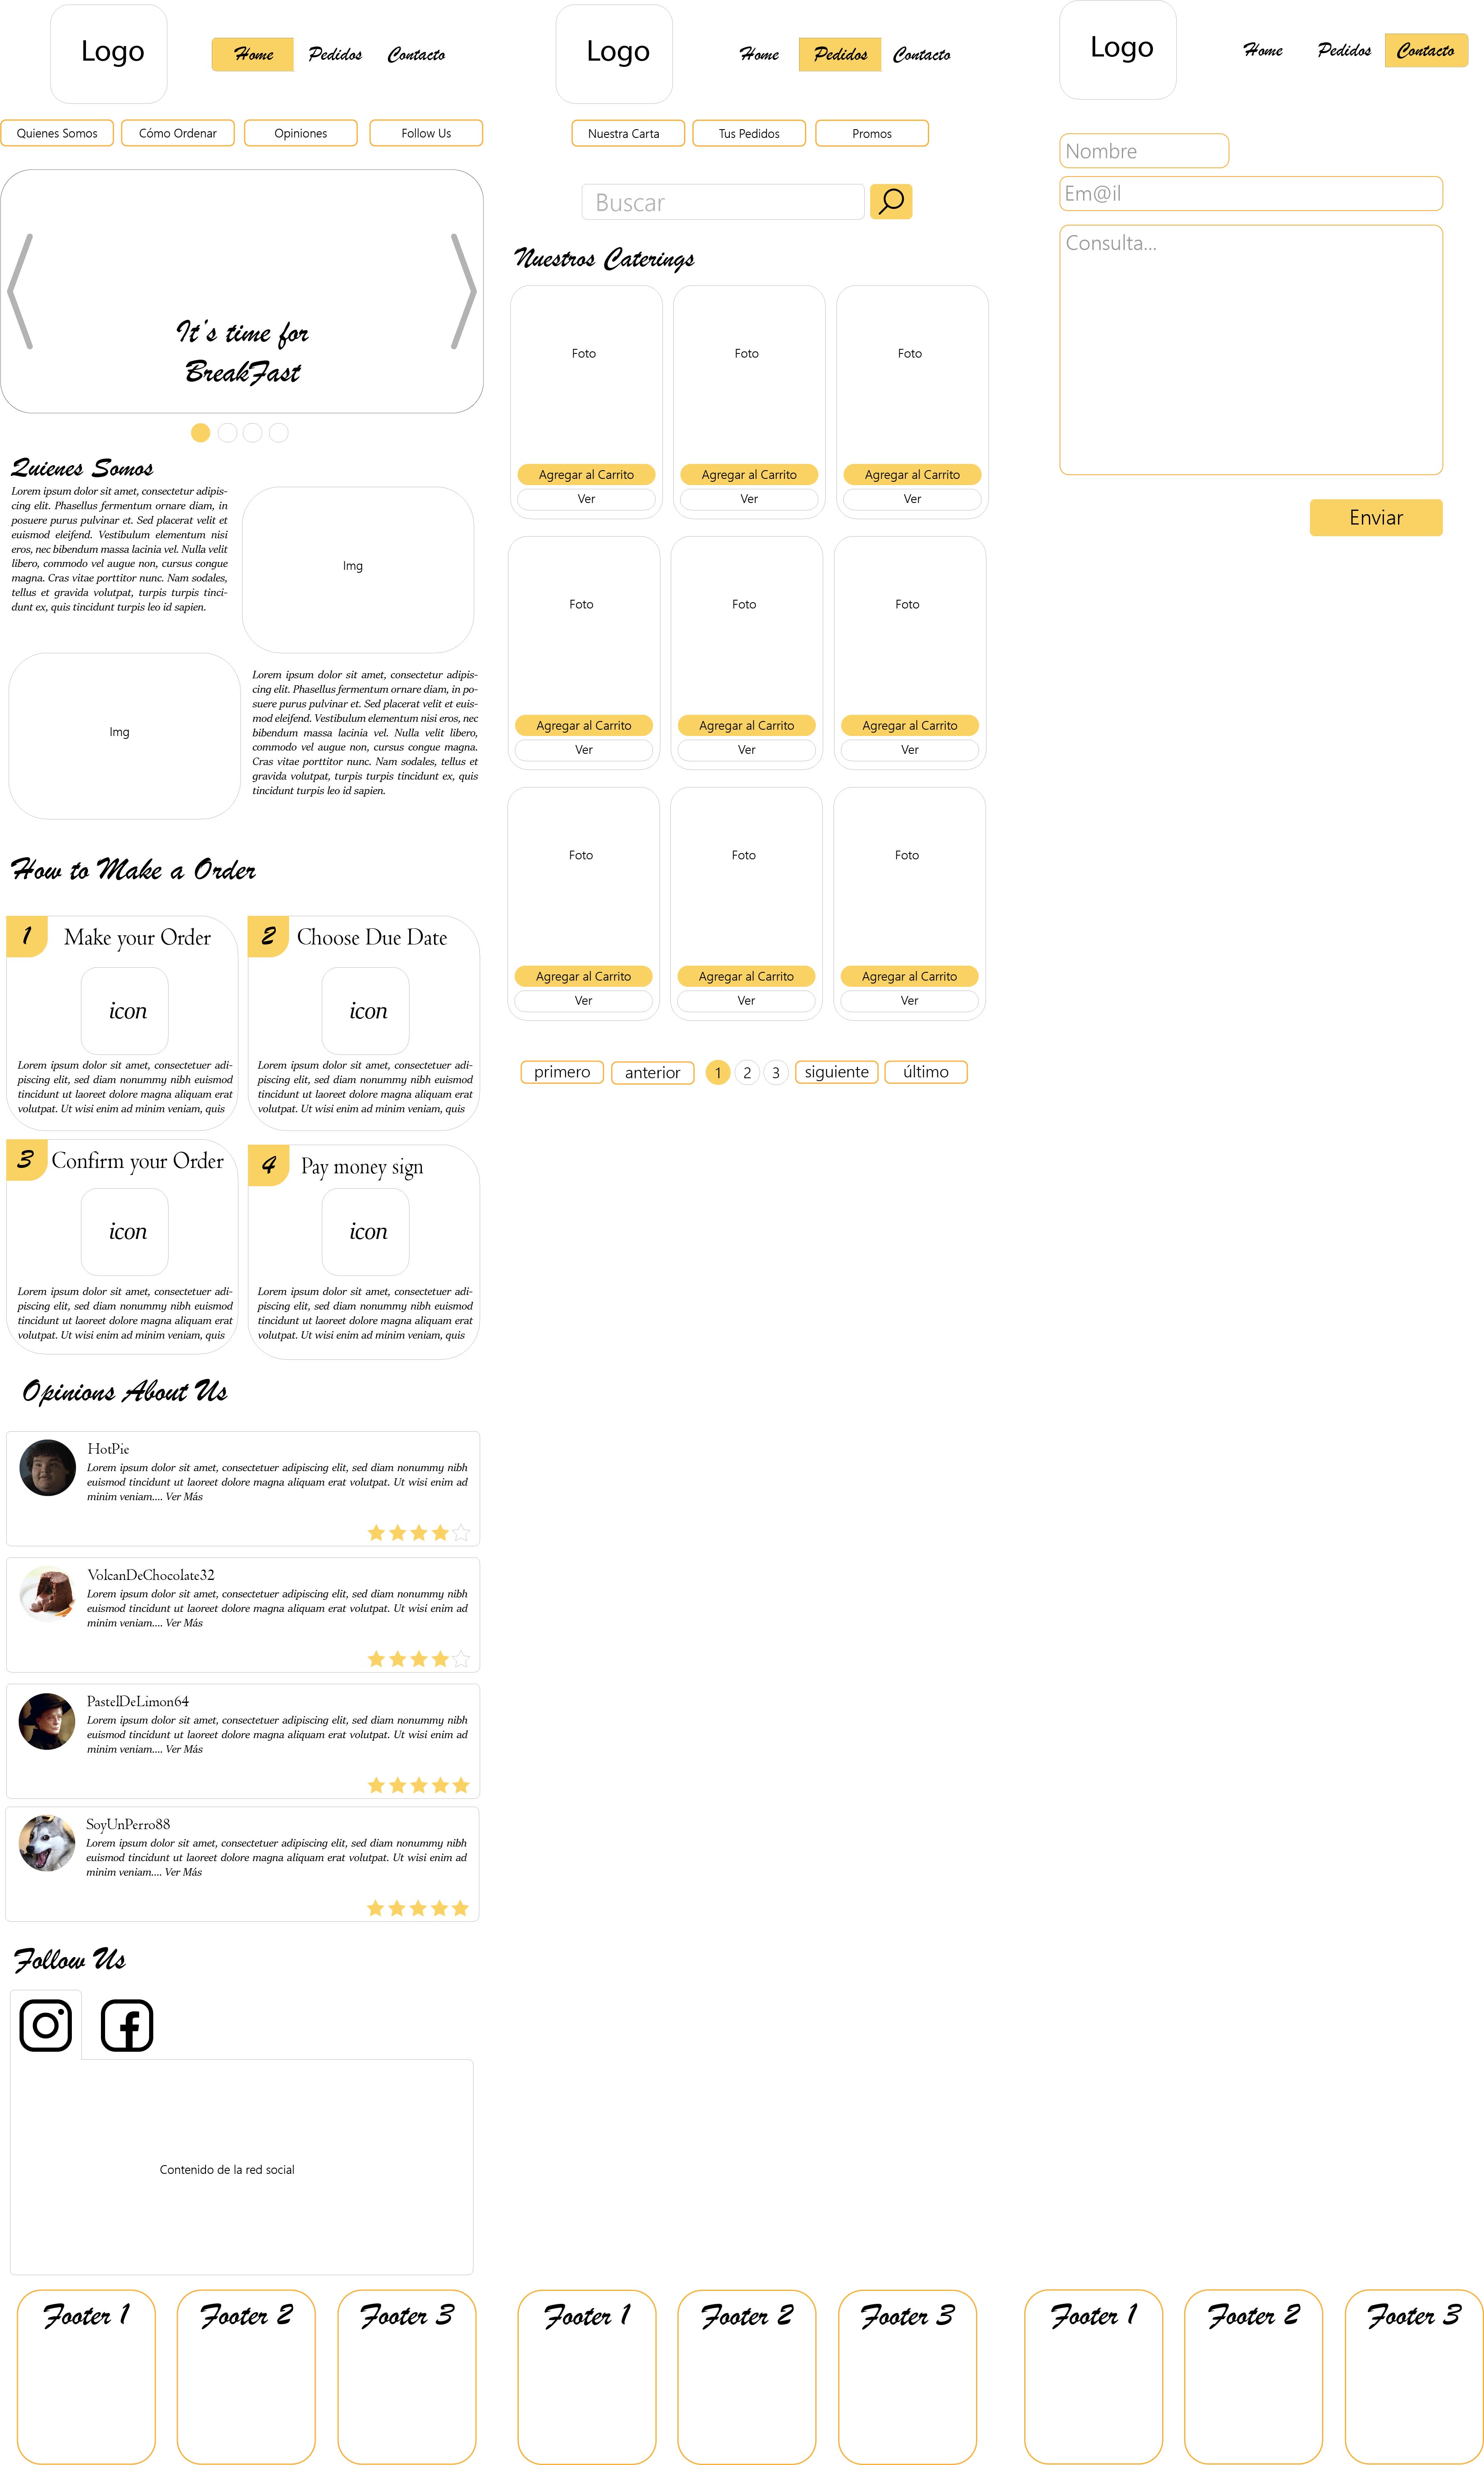 Logo
Home
Pedidos
Contacto
Quienes Somos
Cómo Ordenar
Opiniones
Follow Us
It's time for
BreakFast
Quienes Somos
Lorem ipsum dolor sit amet, consectetur adipis-
cing elit. Phasellus fermentum ornare diam, in
posuere purus pulvinar et. Sed placerat velit et
euismod eleifend. Vestibulum elementum nisi
eros, nec bibendum massa lacinia vel. Nulla velit
libero, commodo vel augue non, cursus congue
magna. Cras vitae porttitor nunc. Nam sodales,
tellus et gravida volutpat, turpis turpis tinci-
dunt ex, quis tincidunt turpis leo id sapien.
Img
Img
Lorem ipsum dolor sit amet, consectetur adipis-
cing elit. Phasellus fermentum ornare diam, in po-
suere purus pulvinar et. Sed placerat velit et euis-
mod eleifend. Vestibulum elementum nisi eros, nec
bibendum massa lacinia vel. Nulla velit libero,
commodo vel augue non, cursus congue magna.
Cras vitae porttitor nunc. Nam sodales, tellus et
gravida volutpat, turpis turpis tincidunt ex, quis
tincidunt turpis leo id sapien.
How to Make a Order
1
Make your Order
icon
Lorem ipsum dolor sit amet, consectetuer adi-
piscing elit, sed diam nonummy nibh euismod
tincidunt ut laoreet dolore magna aliquam erat
volutpat. Ut wisi enim ad minim veniam, quis
2
Choose Due Date
icon
Lorem ipsum dolor sit amet, consectetuer adi-
piscing elit, sed diam nonummy nibh euismod
tincidunt ut laoreet dolore magna aliquam erat
volutpat. Ut wisi enim ad minim veniam, quis
3
Confirm your Order
icon
Lorem ipsum dolor sit amet, consectetuer adi-
piscing elit, sed diam nonummy nibh euismod
tincidunt ut laoreet dolore magna aliquam erat
volutpat. Ut wisi enim ad minim veniam, quis
4
Pay money sign
icon
Lorem ipsum dolor sit amet, consectetuer adi-
piscing elit, sed diam nonummy nibh euismod
tincidunt ut laoreet dolore magna aliquam erat
volutpat. Ut wisi enim ad minim veniam, quis
Opinions About Us
HotPie
Lorem ipsum dolor sit amet, consectetuer adipiscing elit, sed diam nonummy nibh
euismod tincidunt ut laoreet dolore magna aliquam erat volutpat. Ut wisi enim ad
minim veniam.... Ver Más
VolcanDeChocolate32
Lorem ipsum dolor sit amet, consectetuer adipiscing elit, sed diam nonummy nibh
euismod tincidunt ut laoreet dolore magna aliquam erat volutpat. Ut wisi enim ad
minim veniam.... Ver Más
PastelDeLimon64
Lorem ipsum dolor sit amet, consectetuer adipiscing elit, sed diam nonummy nibh
euismod tincidunt ut laoreet dolore magna aliquam erat volutpat. Ut wisi enim ad
minim veniam.... Ver Más
SoyUnPerro88
Lorem ipsum dolor sit amet, consectetuer adipiscing elit, sed diam nonummy nibh
euismod tincidunt ut laoreet dolore magna aliquam erat volutpat. Ut wisi enim ad
minim veniam.... Ver Más
Follow Us
Contenido de la red social
Footer 1
Footer 2
Footer 3
Logo
Home
Pedidos
Contacto
Nuestra Carta
Tus Pedidos
Promos
Buscar
Nuestros Caterings
Foto
Foto
Foto
Agregar al Carrito
Agregar al Carrito
Agregar al Carrito
Ver
Ver
Ver
Foto
Foto
Foto
Agregar al Carrito
Agregar al Carrito
Agregar al Carrito
Ver
Ver
Ver
Foto
Foto
Foto
Agregar al Carrito
Agregar al Carrito
Agregar al Carrito
Ver
Ver
Ver
primero
anterior
1
2
3
siguiente
último
Footer 1
Footer 2
Footer 3
Logo
Home
Pedidos
Contacto
Nombre
Em@il
Consulta...
Enviar
Footer 1
Footer 2
Footer 3